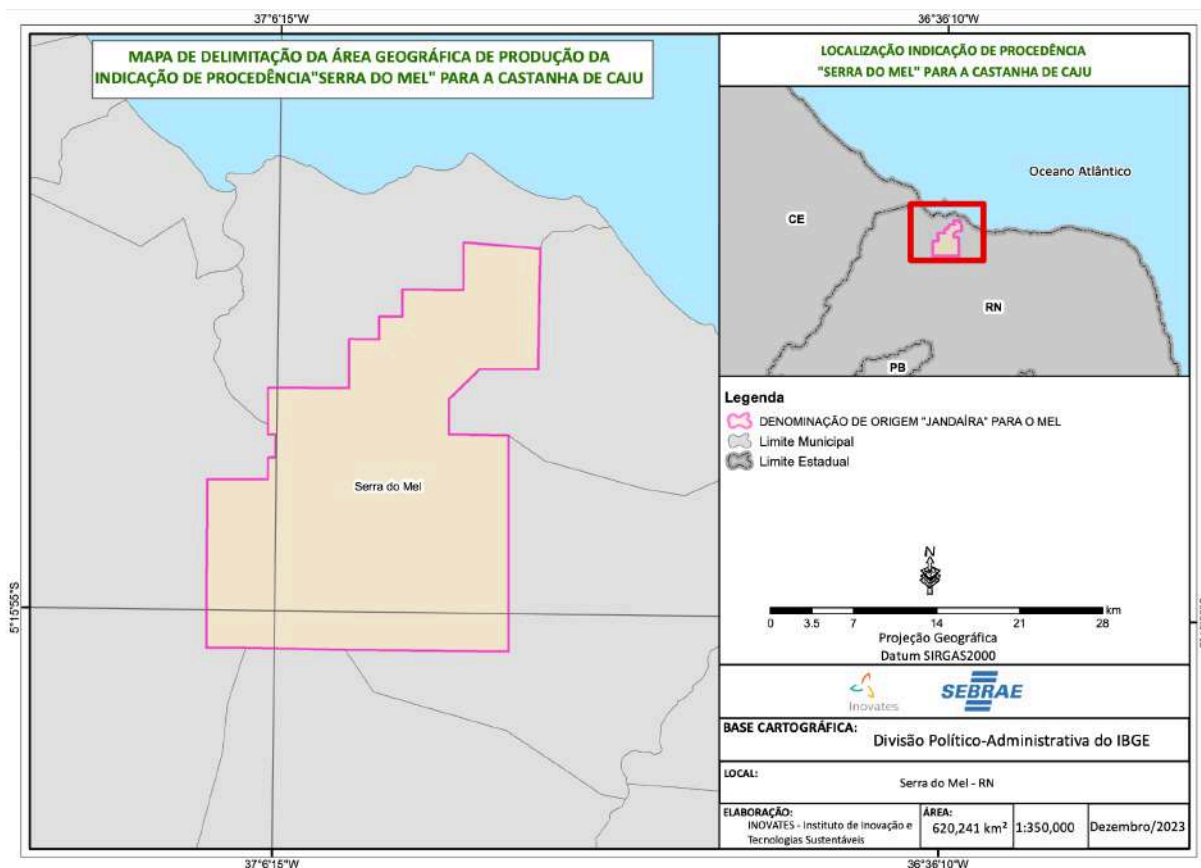 37°6'15"W
36°36'10"W
MAPA DE DELIMITAÇÃO DA ÁREA GEOGRÁFICA DE PRODUÇÃO DA
INDICAÇÃO DE PROCEDÊNCIA"SERRA DO MEL" PARA A CASTANHA DE CAJU
LOCALIZAÇÃO INDICAÇÃO DE PROCEDÊNCIA
"SERRA DO MEL" PARA A CASTANHA DE CAJU
Oceano Atlântico
CE
RN
PB
Legenda
DENOMINAÇÃO DE ORIGEM "JANDAÍRA" PARA O MEL
Limite Municipal
Limite Estadual
Serra do Mel
N
km
0 3.5 7 14 21 28
Projeção Geográfica
Datum SIRGAS2000
5°15'55"S
Inovates
SEBRAE
BASE CARTOGRÁFICA: Divisão Político-Administrativa do IBGE
LOCAL:
Serra do Mel - RN
ELABORAÇÃO:
INOVATES - Instituto de Inovação e
Tecnologias Sustentáveis
ÁREA:
620,241 km²
1:350,000
Dezembro/2023
37°6'15"W
36°36'10"W